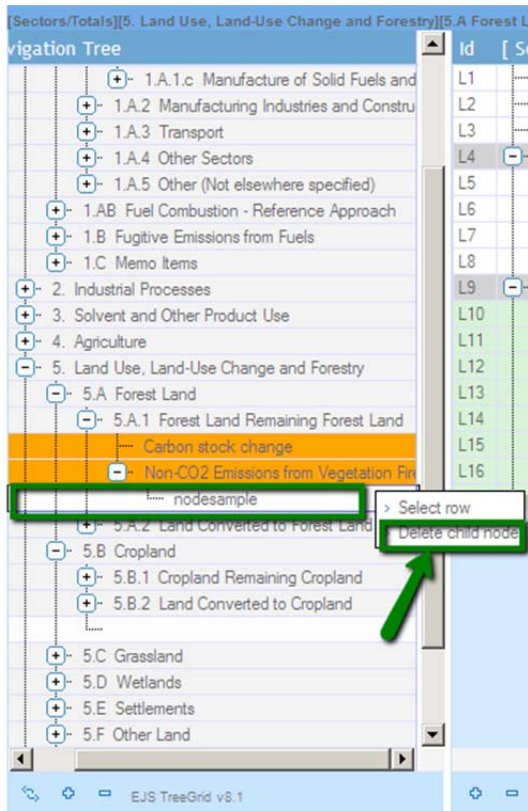 [Sectors/Totals][5. Land Use, Land-Use Change and Forestry][5.A Forest L
vigation Tree
1.A.1.c Manufacture of Solid Fuels and
1.A.2 Manufacturing Industries and Constru
1.A.3 Transport
1.A.4 Other Sectors
1.A.5 Other (Not elsewhere specified)
1.AB Fuel Combustion - Reference Approach
1.B Fugitive Emissions from Fuels
1.C Memo Items
2. Industrial Processes
3. Solvent and Other Product Use
4. Agriculture
5. Land Use, Land-Use Change and Forestry
5.A Forest Land
5.A.1 Forest Land Remaining Forest Land
Carbon stock change
Non-CO2 Emissions from Vegetation Fire
nodesample
5.A.2 Land Converted to Forest Land
5.B Cropland
5.B.1 Cropland Remaining Cropland
5.B.2 Land Converted to Cropland
5.C Grassland
5.D Wetlands
5.E Settlements
5.F Other Land
EJS TreeGrid v8.1
> Select row
Delete child node
Id [ Se
L1
L2
L3
L4
L5
L6
L7
L8
L9
L10
L11
L12
L13
L14
L15
L16